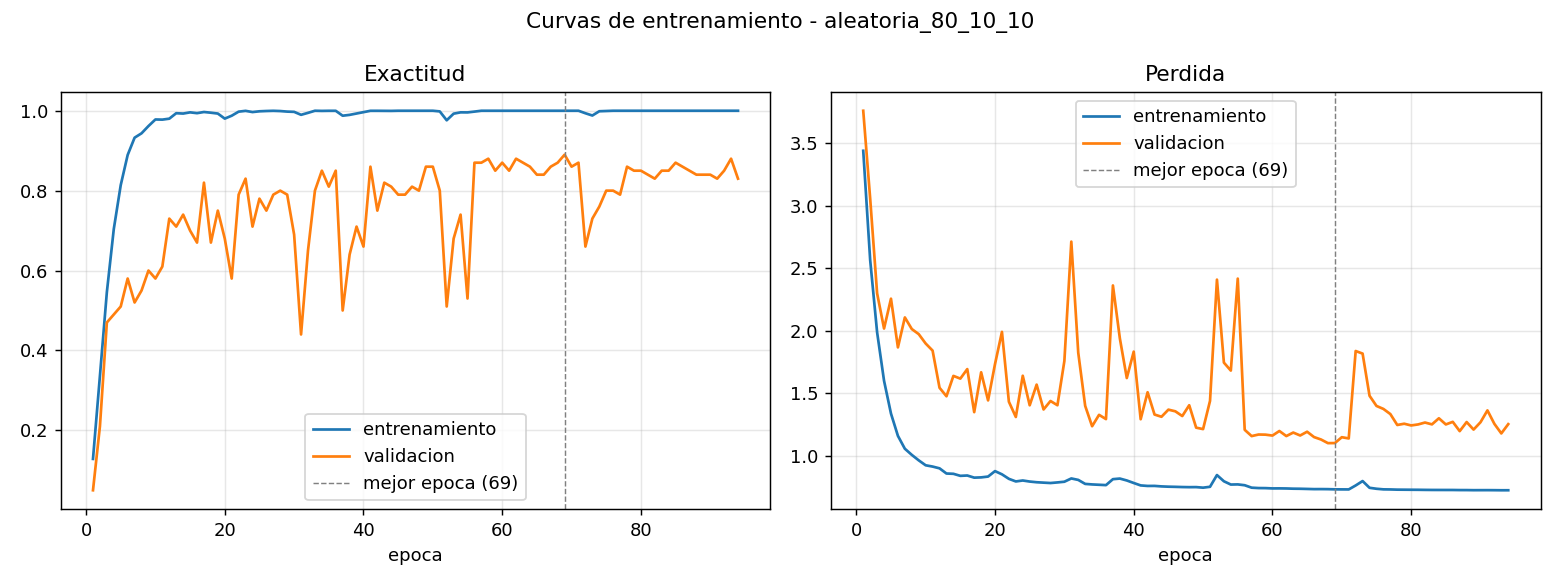 Curvas de entrenamiento - aleatoria_80_10_10
Exactitud
1.0
0.8
0.6
0.4
0.2
0
20
40
60
80
epoca
entrenamiento
validacion
mejor epoca (69)
Perdida
3.5
3.0
2.5
2.0
1.5
1.0
0
20
40
60
80
epoca
entrenamiento
validacion
mejor epoca (69)